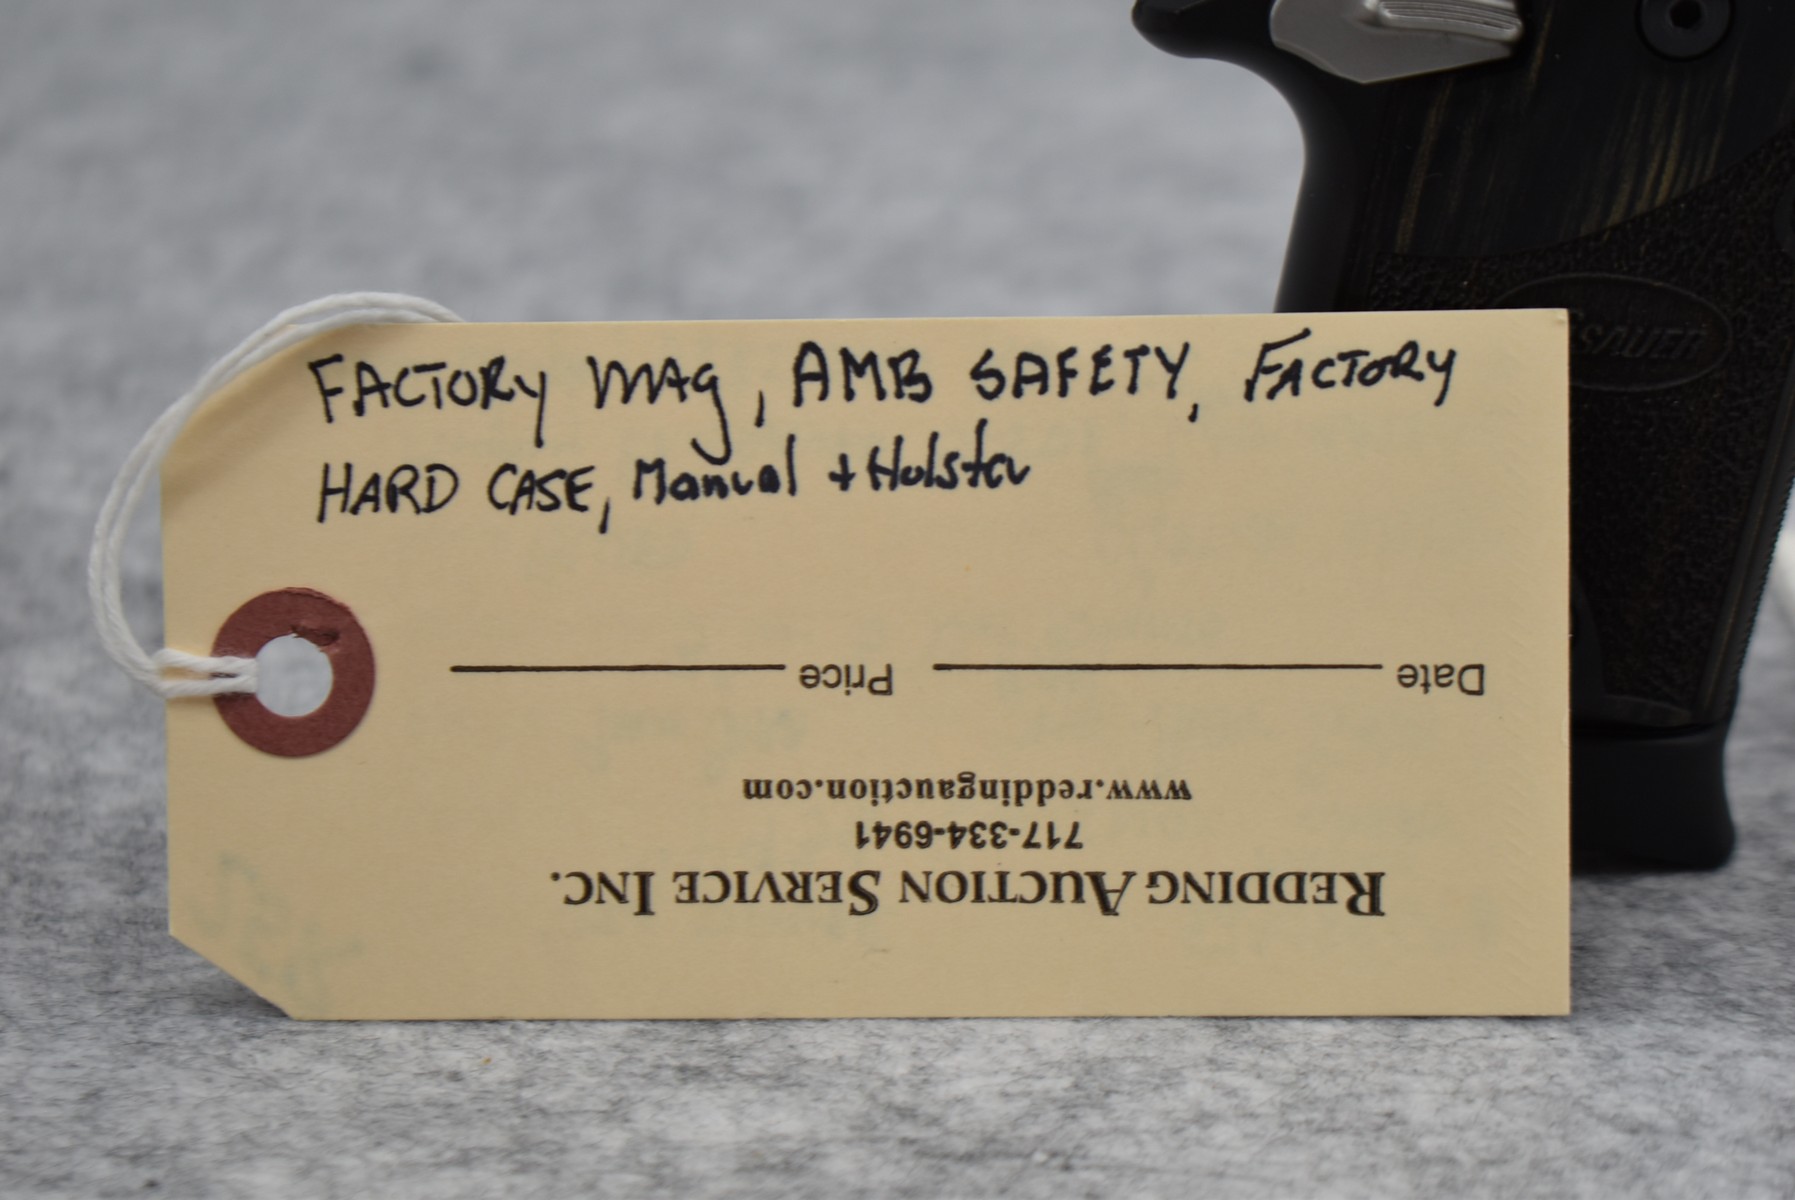 FACTORY MAg, AMB SAFETY, FACTORY
HARD CASE, Manual + Holster
Date Price
www.reddingauction.com
717-334-6941
REDDING AUCTION SERVICE INC.
SAUER